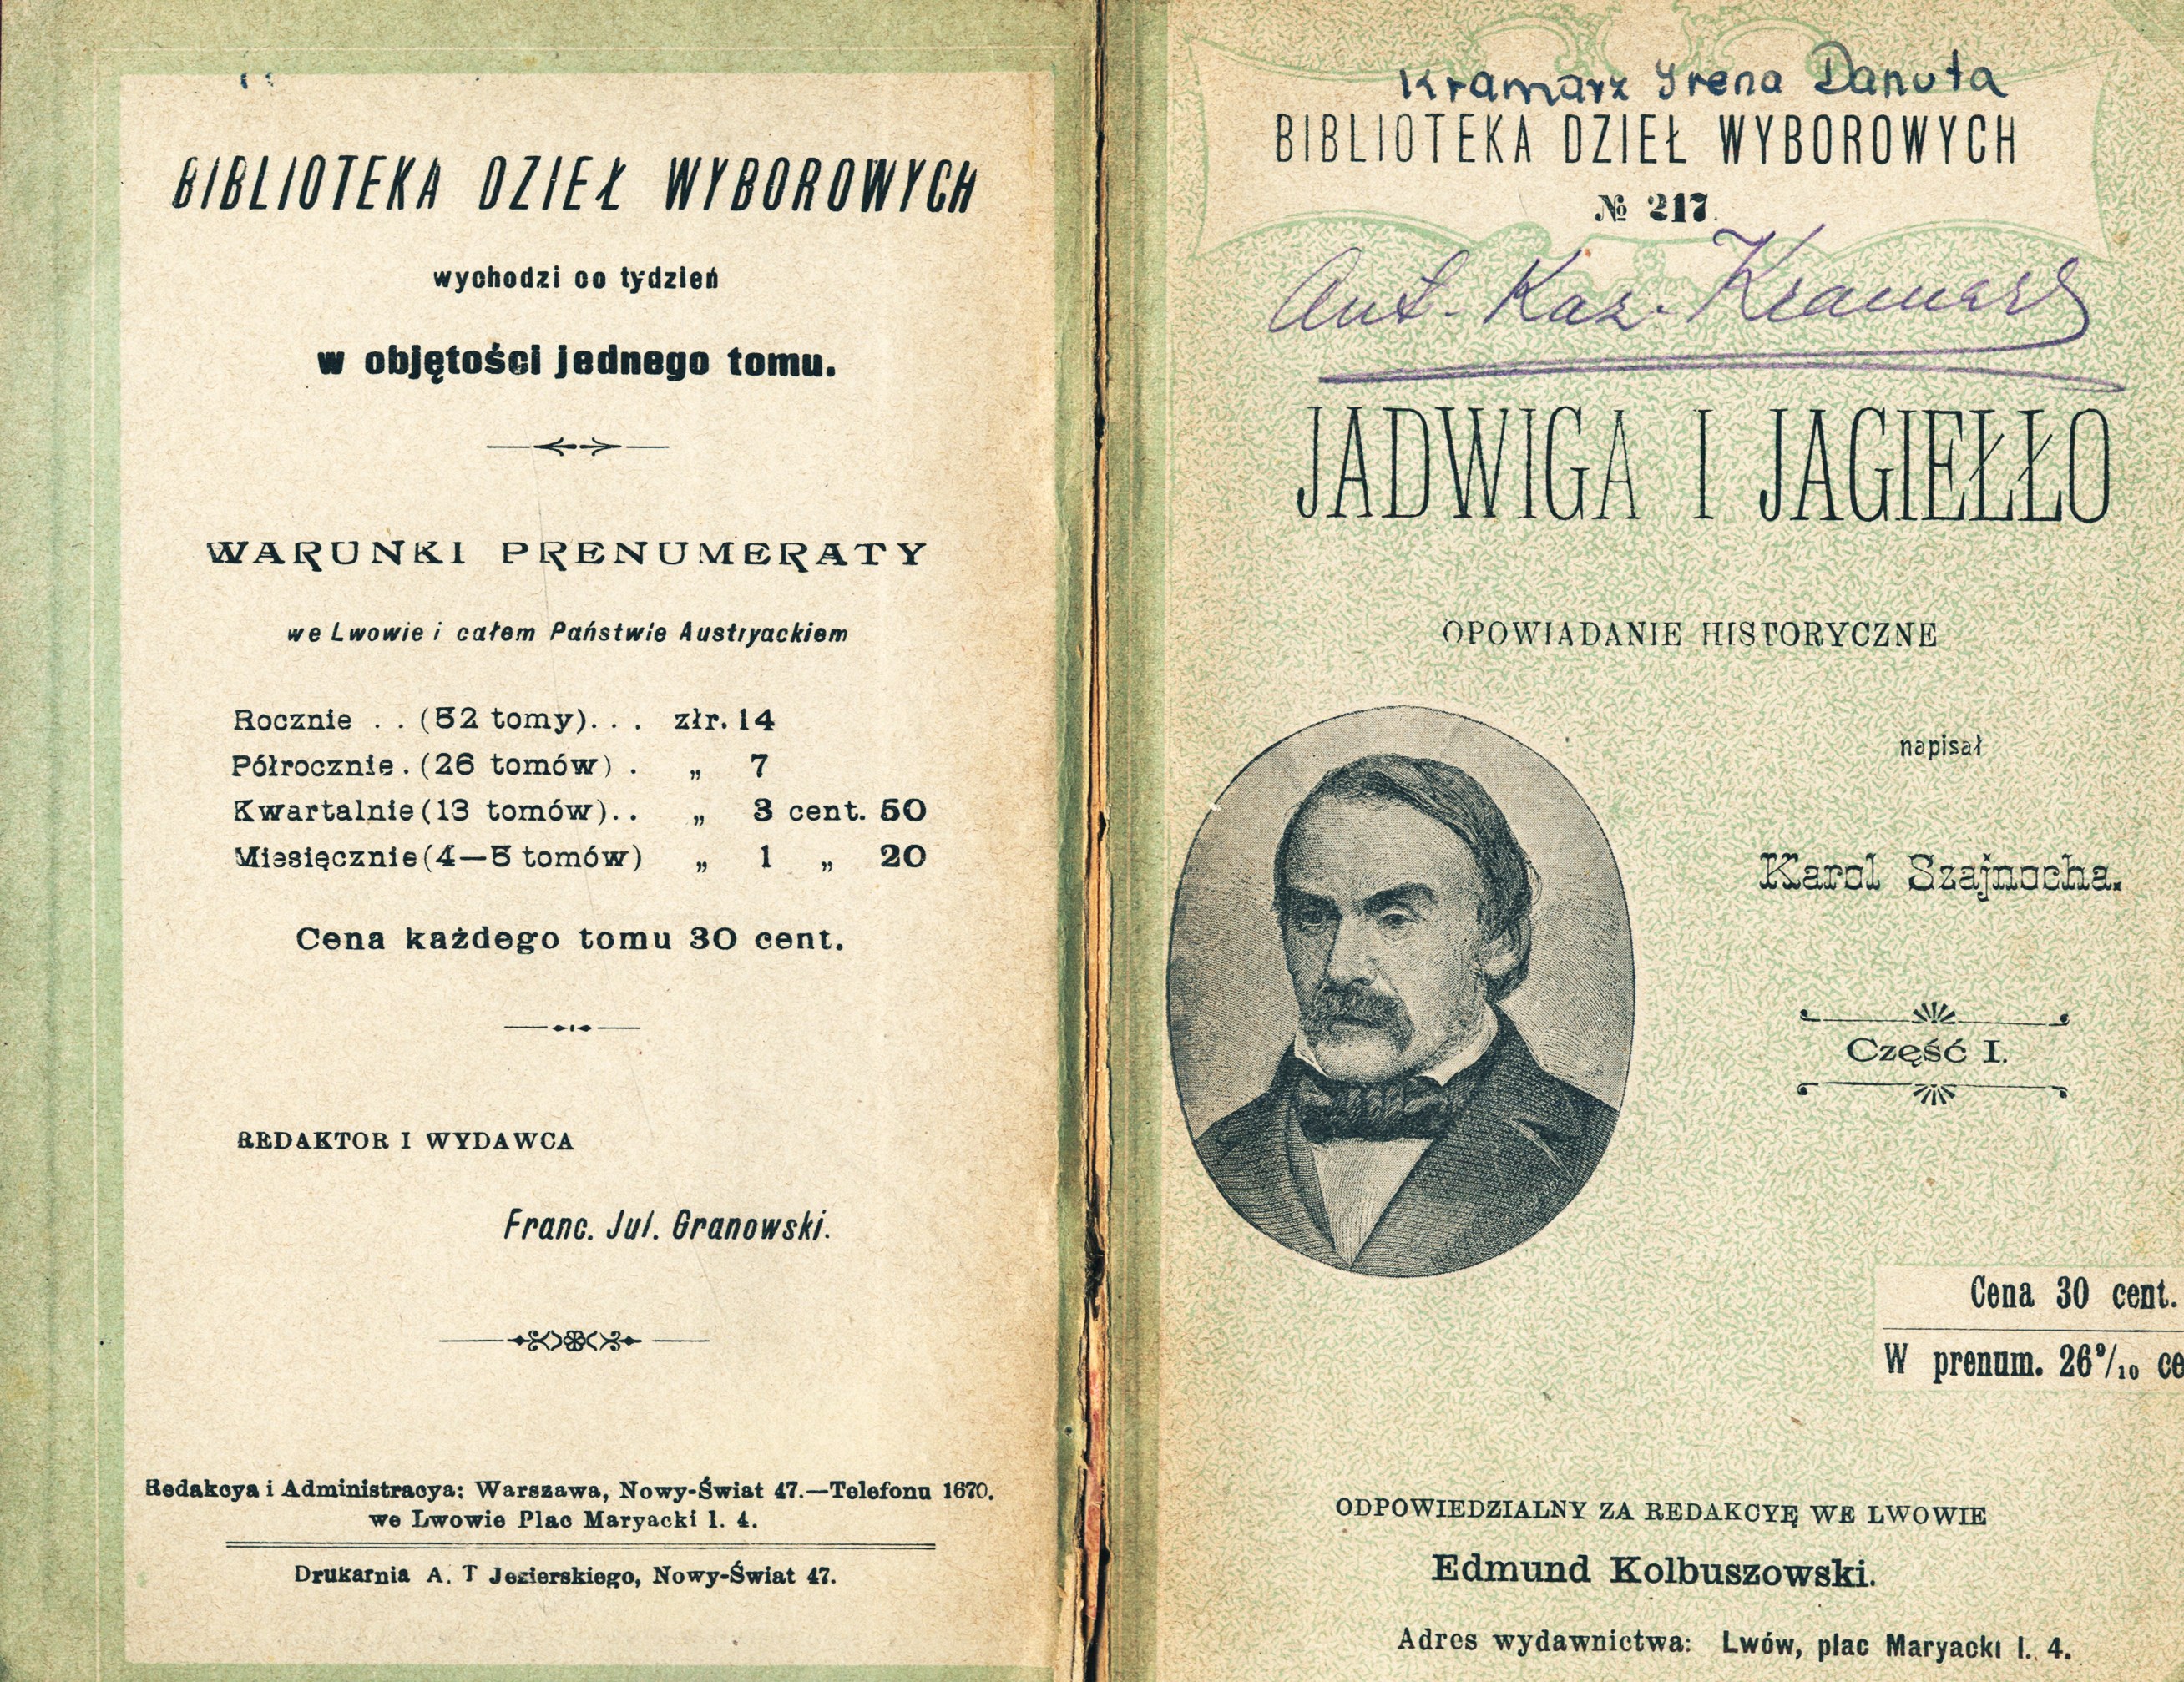 BIBLIOTEKA DZIEŁ WYBOROWYCH
wychodzi co tydzień
w objętości jednego tomu.
WARUNKI PRENUMERATY
we Lwowie i całem Państwie Austryackiem
Rocznie . . (52 tomy). . . złr. 14
Półrocznie . (26 tomów) . „ 7
Kwartalnie (13 tomów). . „ 3 cent. 50
Miesięcznie (4—5 tomów) „ 1 „ 20
Cena każdego tomu 30 cent.
REDAKTOR I WYDAWCA
Franc. Jul. Granowski.
Redakcya i Administracya: Warszawa, Nowy-Świat 47.—Telefonu 1670.
we Lwowie Plac Maryacki l. 4.
Drukarnia A. T Jezierskiego, Nowy-Świat 47.
Kramarz Irena Danuta
BIBLIOTEKA DZIEŁ WYBOROWYCH
№ 217.
Ant. Kaz. Kramarz
JADWIGA I JAGIEŁŁO
OPOWIADANIE HISTORYCZNE
napisał
Karol Szajnocha.
Część I.
Cena 30 cent.
W prenum. 26⁹/₁₀ ce
ODPOWIEDZIALNY ZA REDAKCYĘ WE LWOWIE
Edmund Kolbuszowski.
Adres wydawnictwa: Lwów, plac Maryacki l. 4.